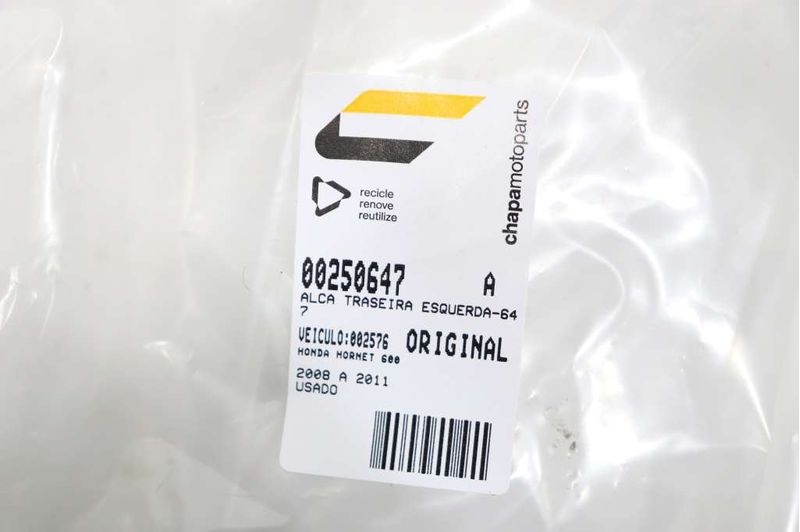 chapamotoparts
recicle
renove
reutilize
00250647 A
ALCA TRASEIRA ESQUERDA-64
7
VEICULO:002576 ORIGINAL
HONDA HORNET 600
2008 A 2011
USADO